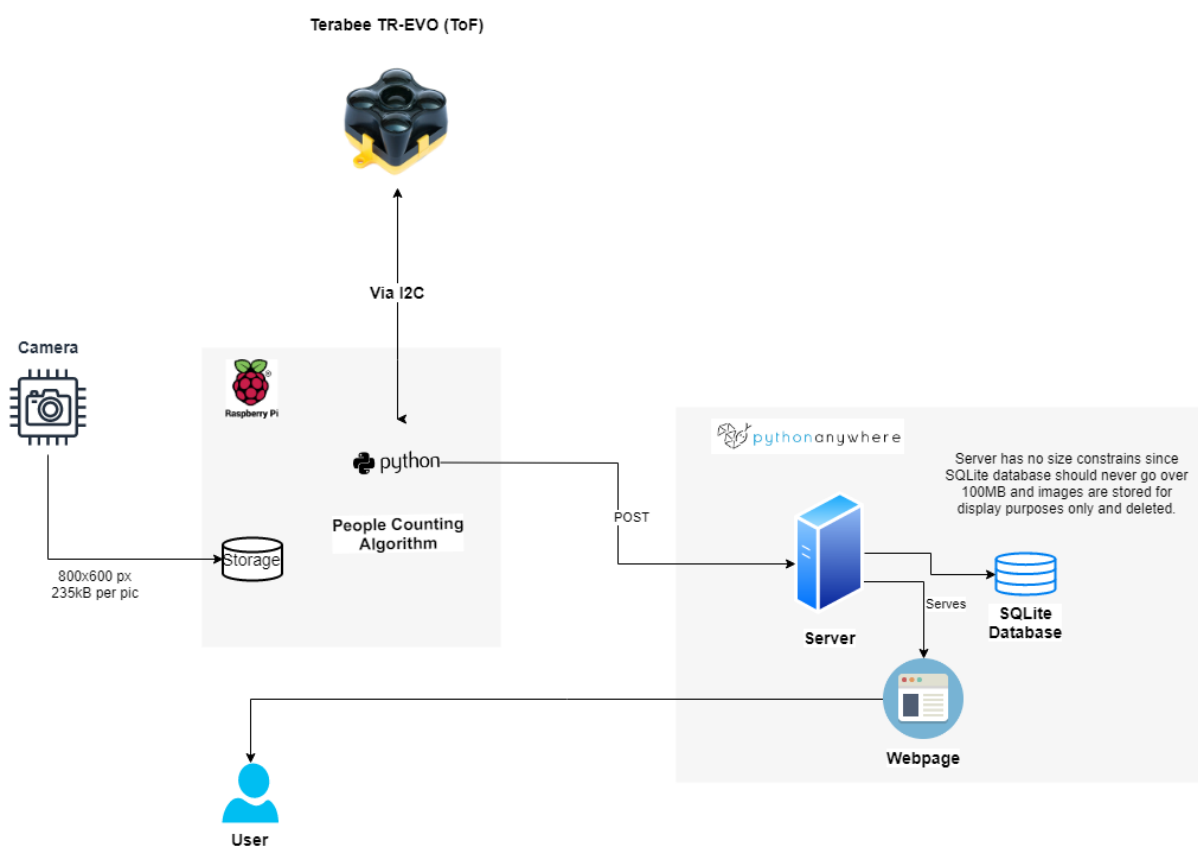 Terabee TR-EVO (ToF)
Via I2C
Camera
Raspberry Pi
python
People Counting
Algorithm
Storage
800x600 px
235kB per pic
POST
pythonanywhere
Server has no size constrains since
SQLite database should never go over
100MB and images are stored for
display purposes only and deleted.
Server
Serves
SQLite
Database
Webpage
User